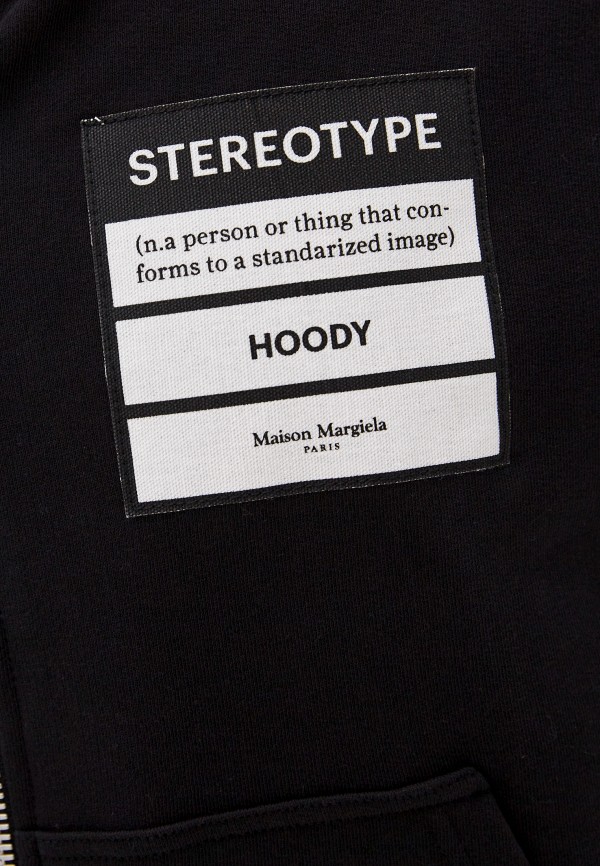 STEREOTYPE
(n.a person or thing that con-
forms to a standarized image)
HOODY
Maison Margiela
PARIS